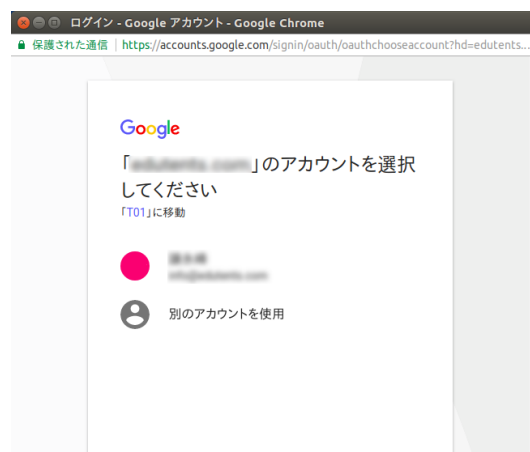 ログイン - Google アカウント - Google Chrome
保護された通信 | https://accounts.google.com/signin/oauth/oauthchooseaccount?hd=edutents...
Google
「 」のアカウントを選択
してください
「T01」に移動
別のアカウントを使用